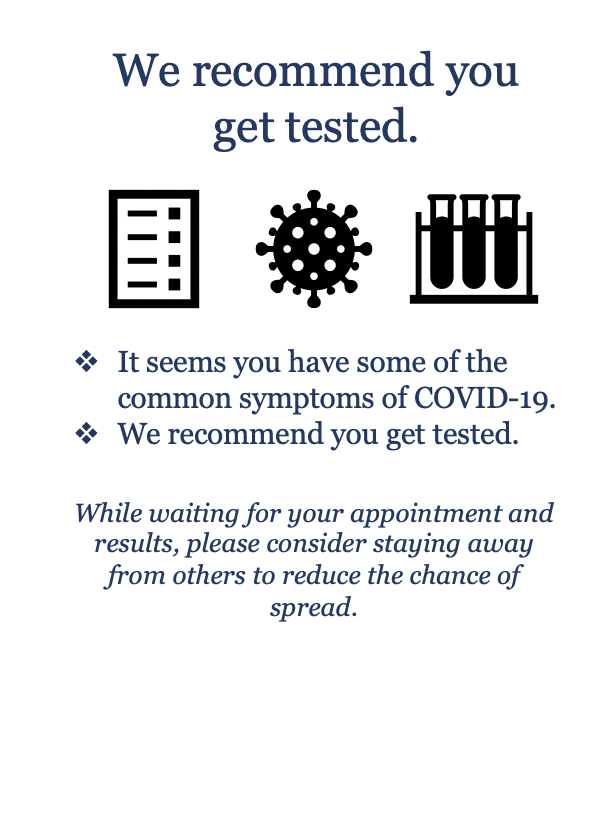 We recommend you
get tested.
❖ It seems you have some of the
common symptoms of COVID-19.
❖ We recommend you get tested.
While waiting for your appointment and
results, please consider staying away
from others to reduce the chance of
spread.